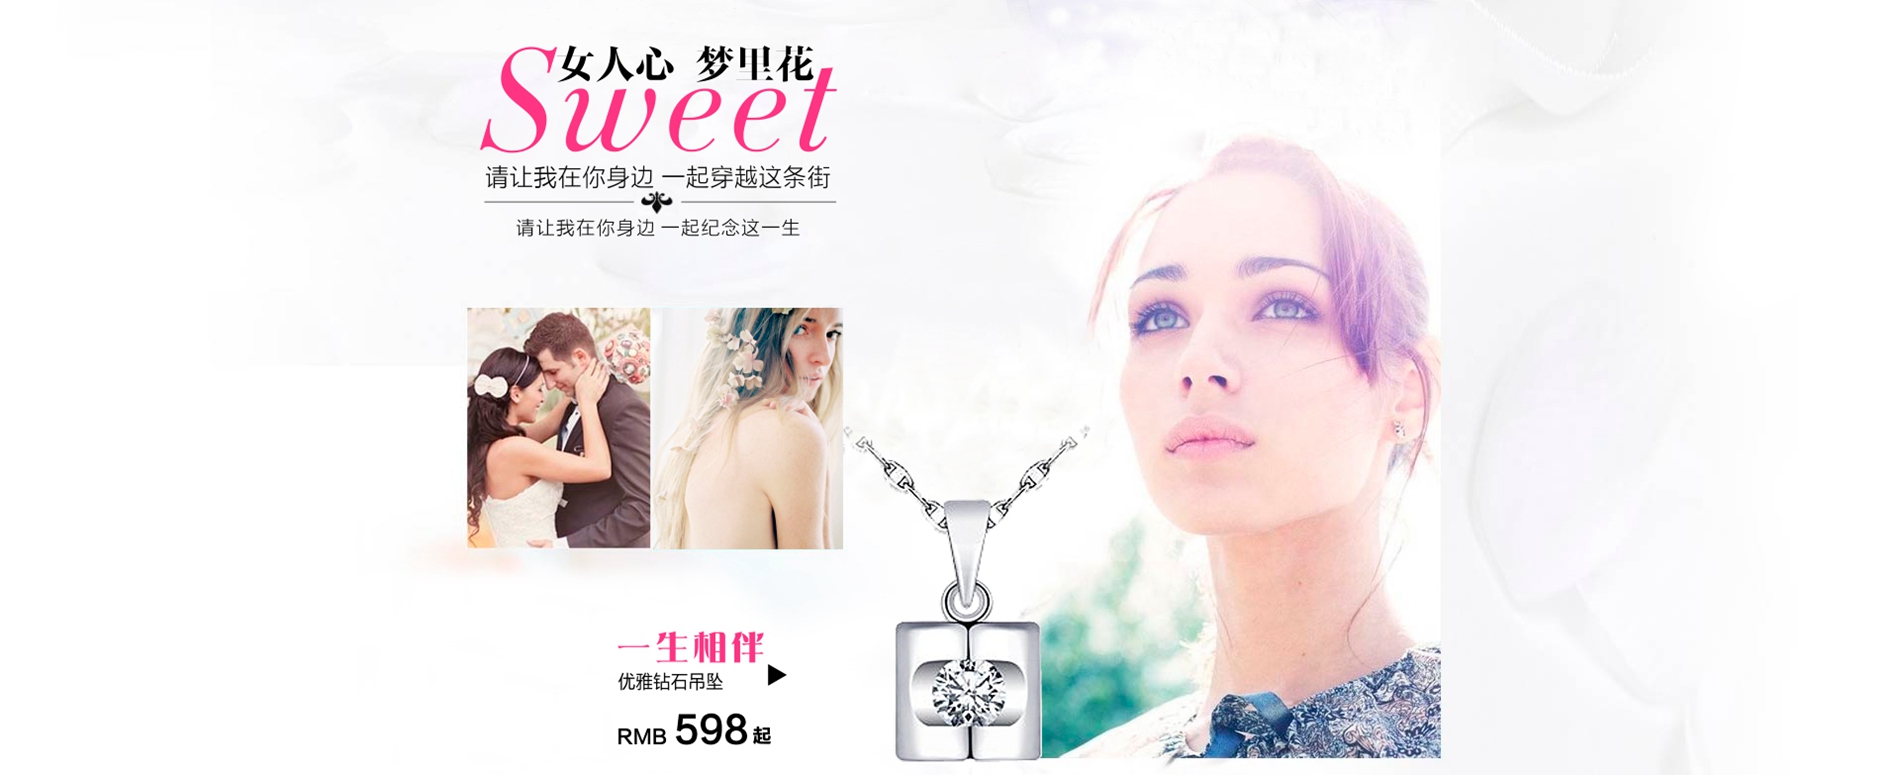 女人心 梦里花
Sweet
请让我在你身边 一起穿越这条街
请让我在你身边 一起纪念这一生
一生相伴
优雅钻石吊坠
RMB 598起